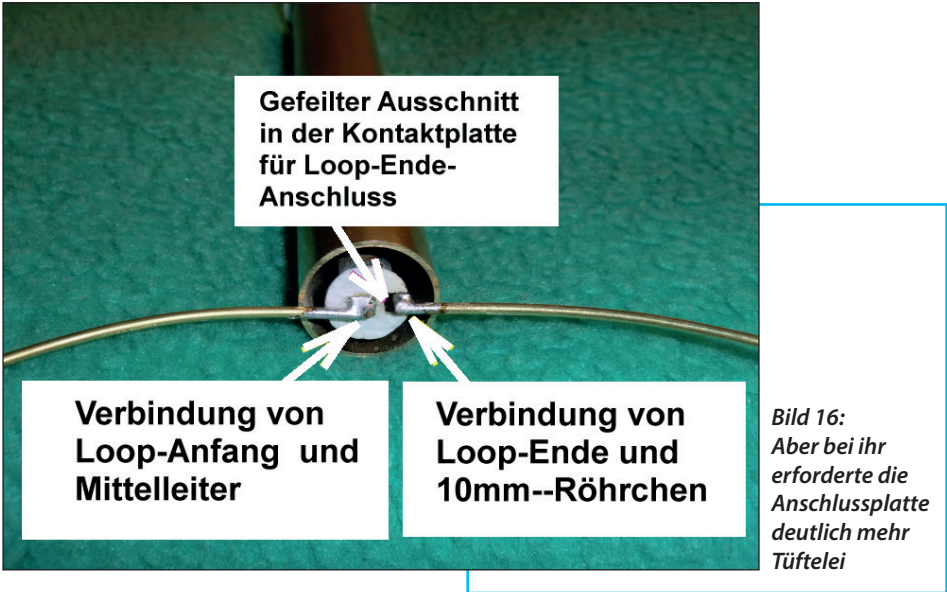 Gefeilter Ausschnitt
in der Kontaktplatte
für Loop-Ende-
Anschluss
Verbindung von
Loop-Anfang und
Mittelleiter
Verbindung von
Loop-Ende und
10mm--Röhrchen
Bild 16:
Aber bei ihr
erforderte die
Anschlussplatte
deutlich mehr
Tüftelei